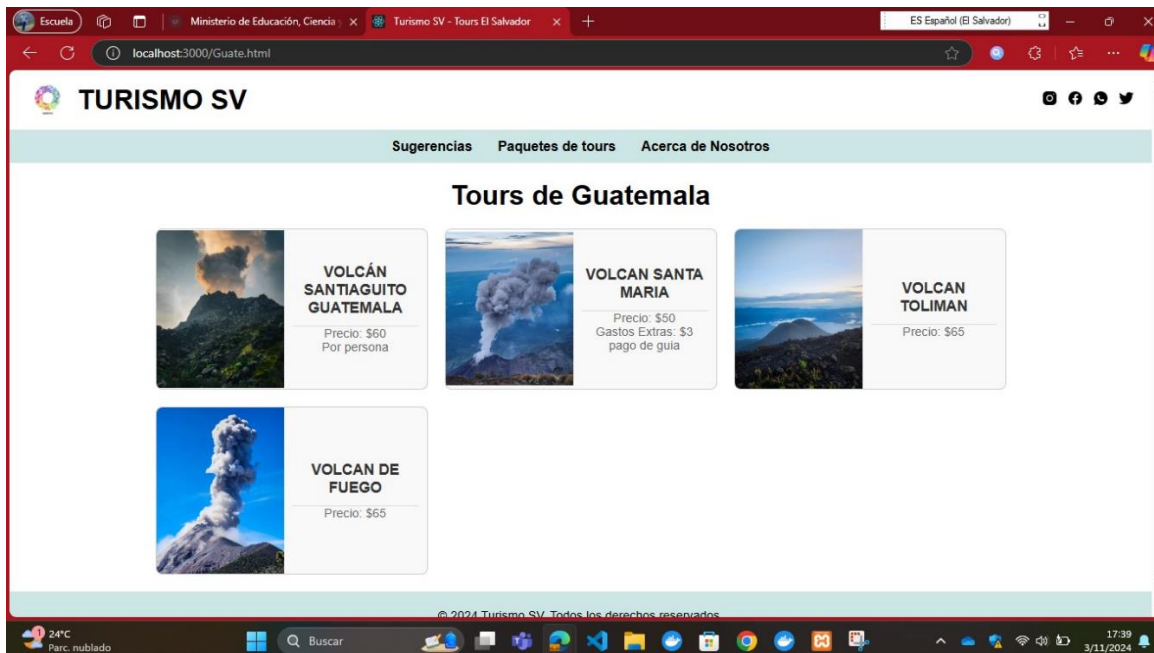 Escuela
Ministerio de Educación, Ciencia y
Turismo SV - Tours El Salvador
ES Español (El Salvador)
localhost:3000/Guate.html
TURISMO SV
Sugerencias Paquetes de tours Acerca de Nosotros
Tours de Guatemala
VOLCÁN
SANTIAGUITO
GUATEMALA
Precio: $60
Por persona
VOLCAN SANTA
MARIA
Precio: $50
Gastos Extras: $3
pago de guia
VOLCAN
TOLIMAN
Precio: $65
VOLCAN DE
FUEGO
Precio: $65
© 2024 Turismo SV. Todos los derechos reservados
1
24°C
Parc. nublado
Buscar
17:39
3/11/2024